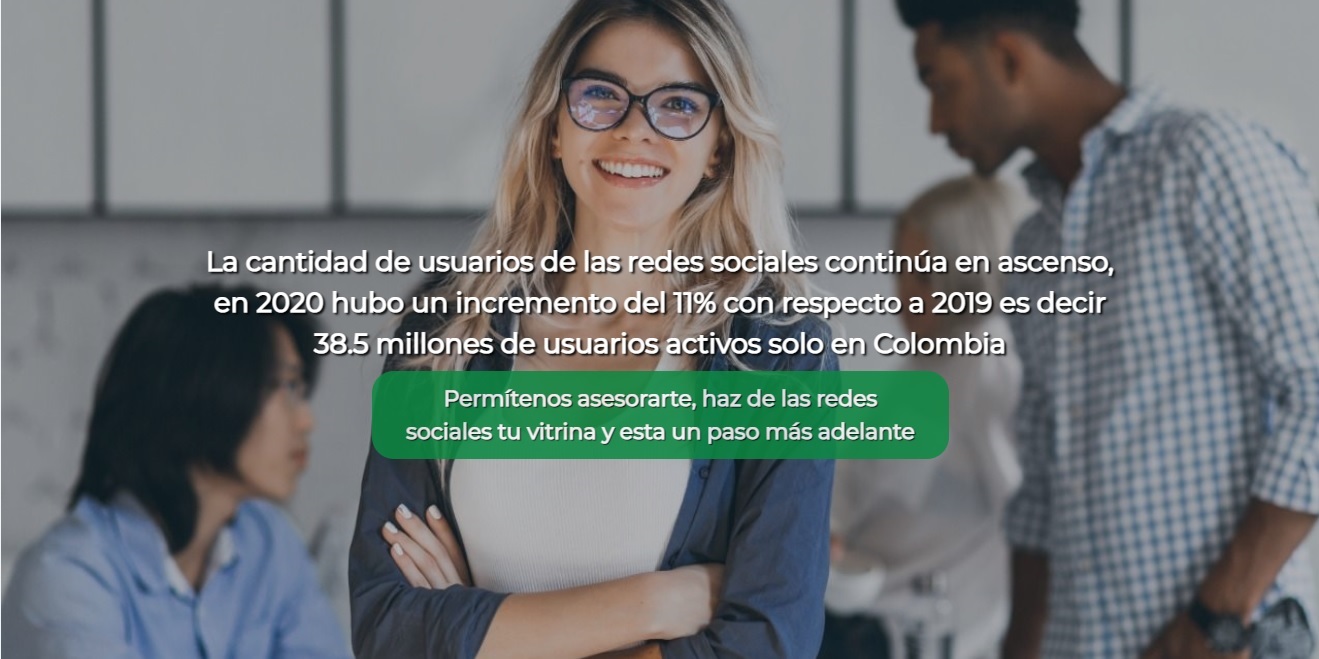 La cantidad de usuarios de las redes sociales continúa en ascenso,
en 2020 hubo un incremento del 11% con respecto a 2019 es decir
38.5 millones de usuarios activos solo en Colombia
Permítenos asesorarte, haz de las redes
sociales tu vitrina y esta un paso más adelante